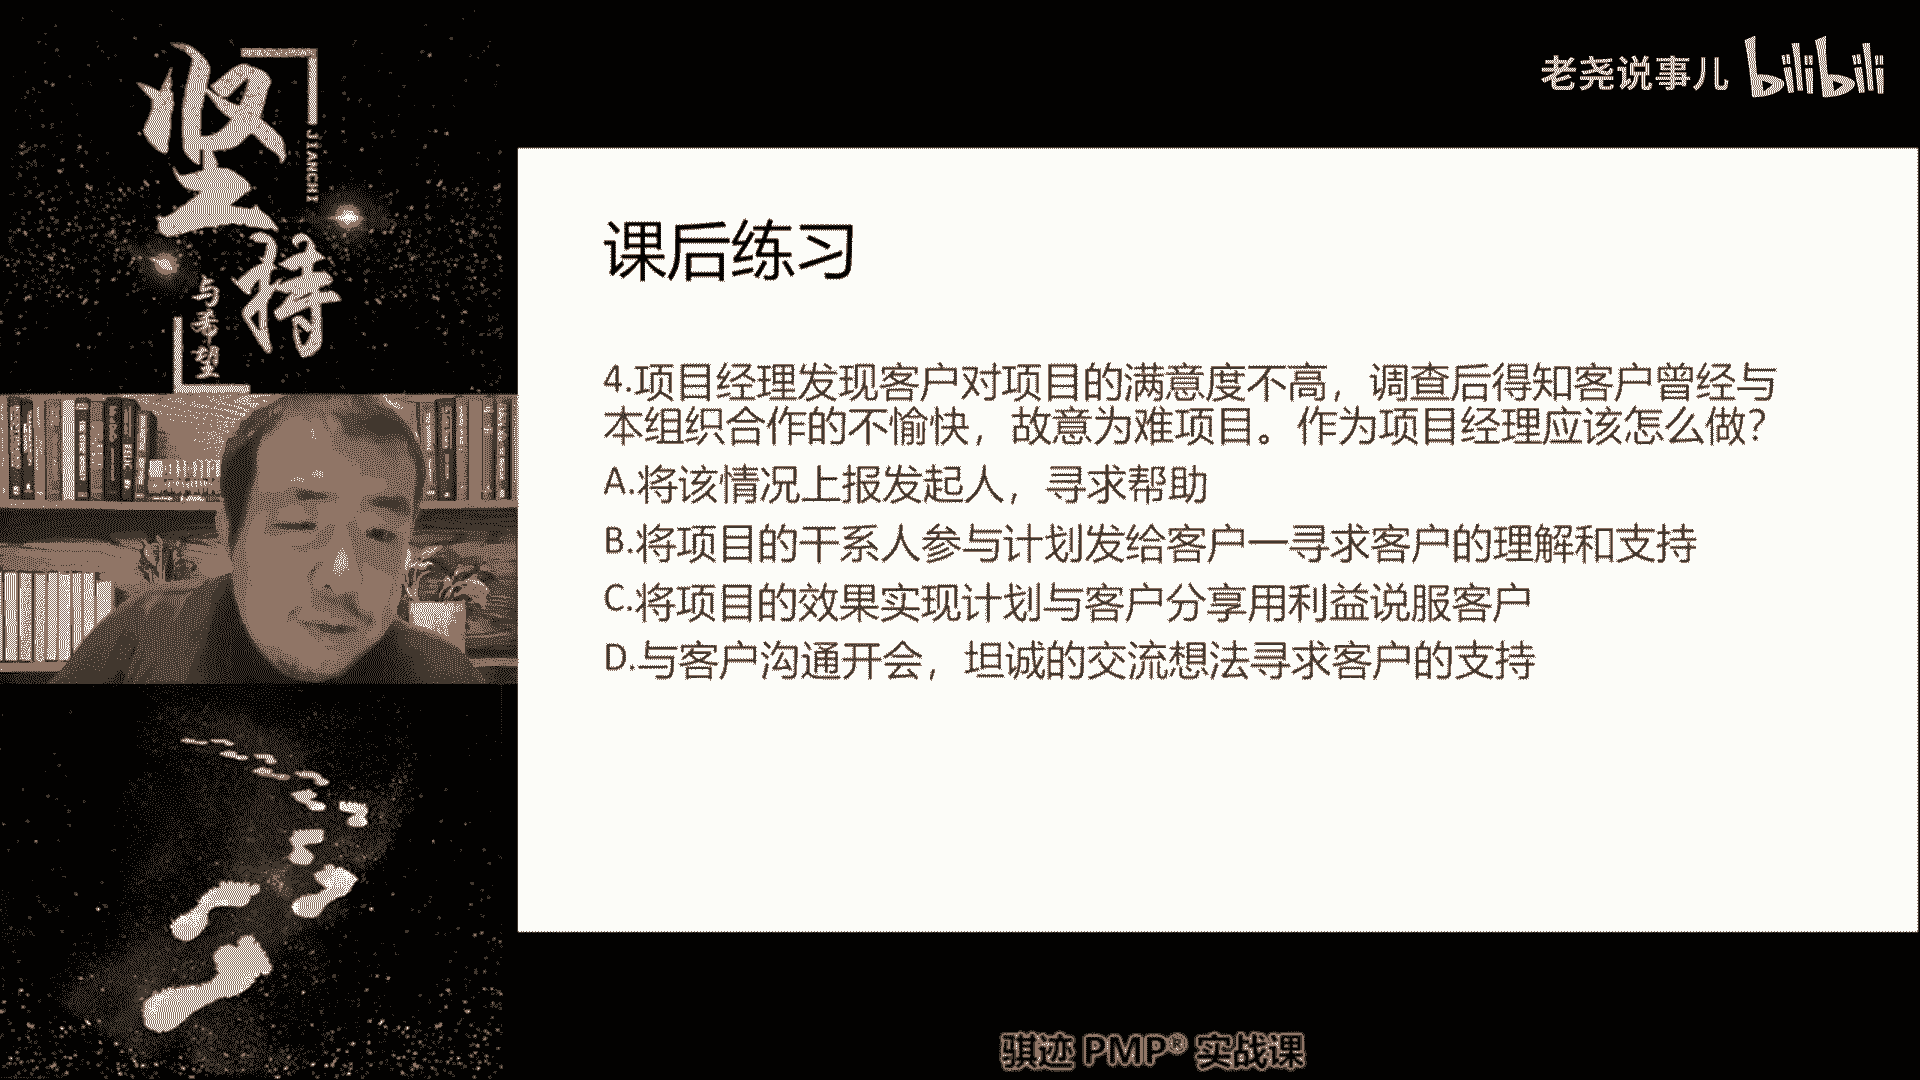 坚持
JIANCHI
与希望
老尧说事儿 bilibili
课后练习
4.项目经理发现客户对项目的满意度不高，调查后得知客户曾经与
本组织合作的不愉快，故意为难项目。作为项目经理应该怎么做？
A.将该情况上报发起人，寻求帮助
B.将项目的干系人参与计划发给客户一寻求客户的理解和支持
C.将项目的效果实现计划与客户分享用利益说服客户
D.与客户沟通开会，坦诚的交流想法寻求客户的支持
骐迹 PMP® 实战课